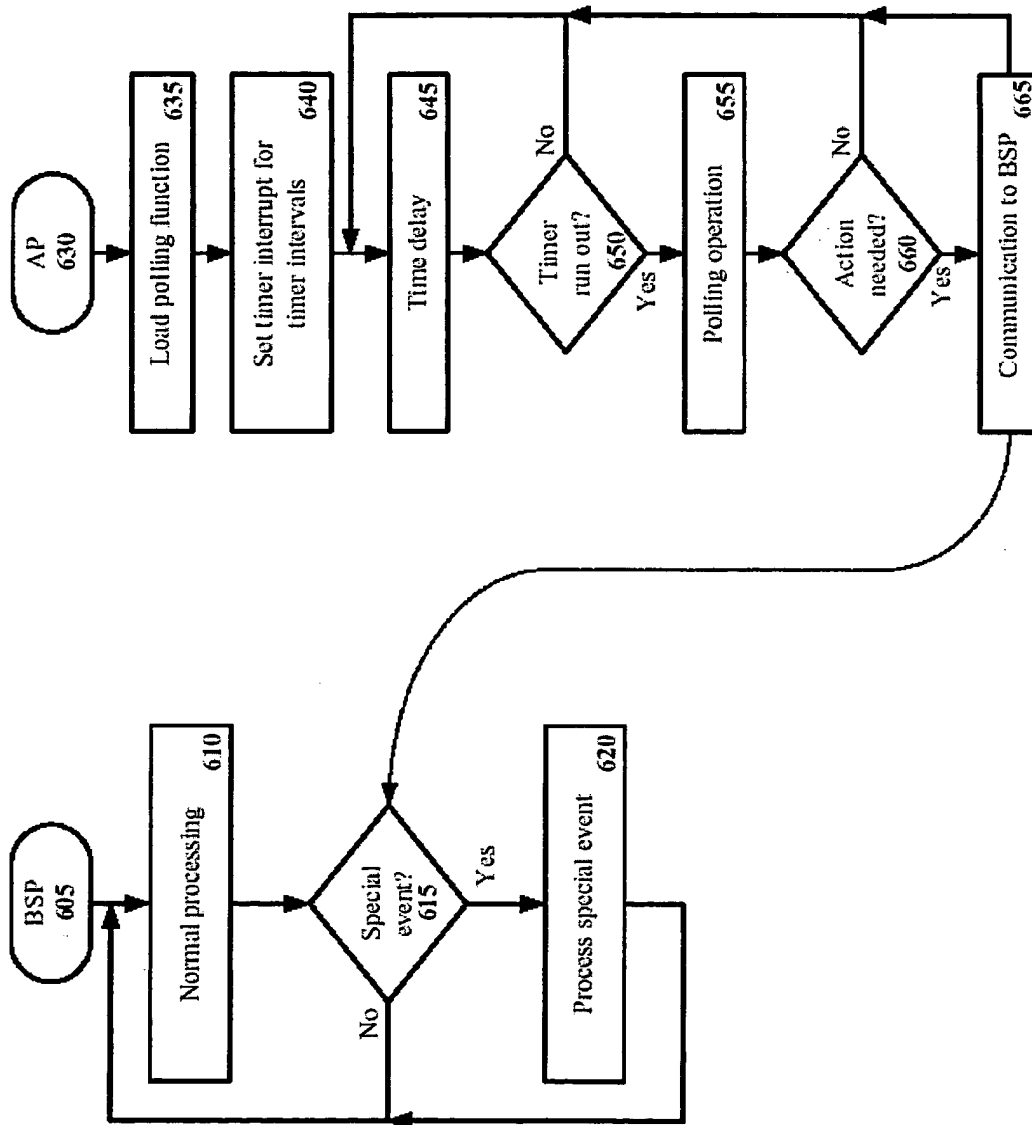 BSP
605
Normal processing
610
Special
event?
615
No
Yes
Process special event
620
AP
630
Load polling function
635
Set timer interrupt for
timer intervals
640
Time delay
645
Timer
run out?
650
No
Yes
Polling operation
655
Action
needed?
660
No
Yes
Communication to BSP
665